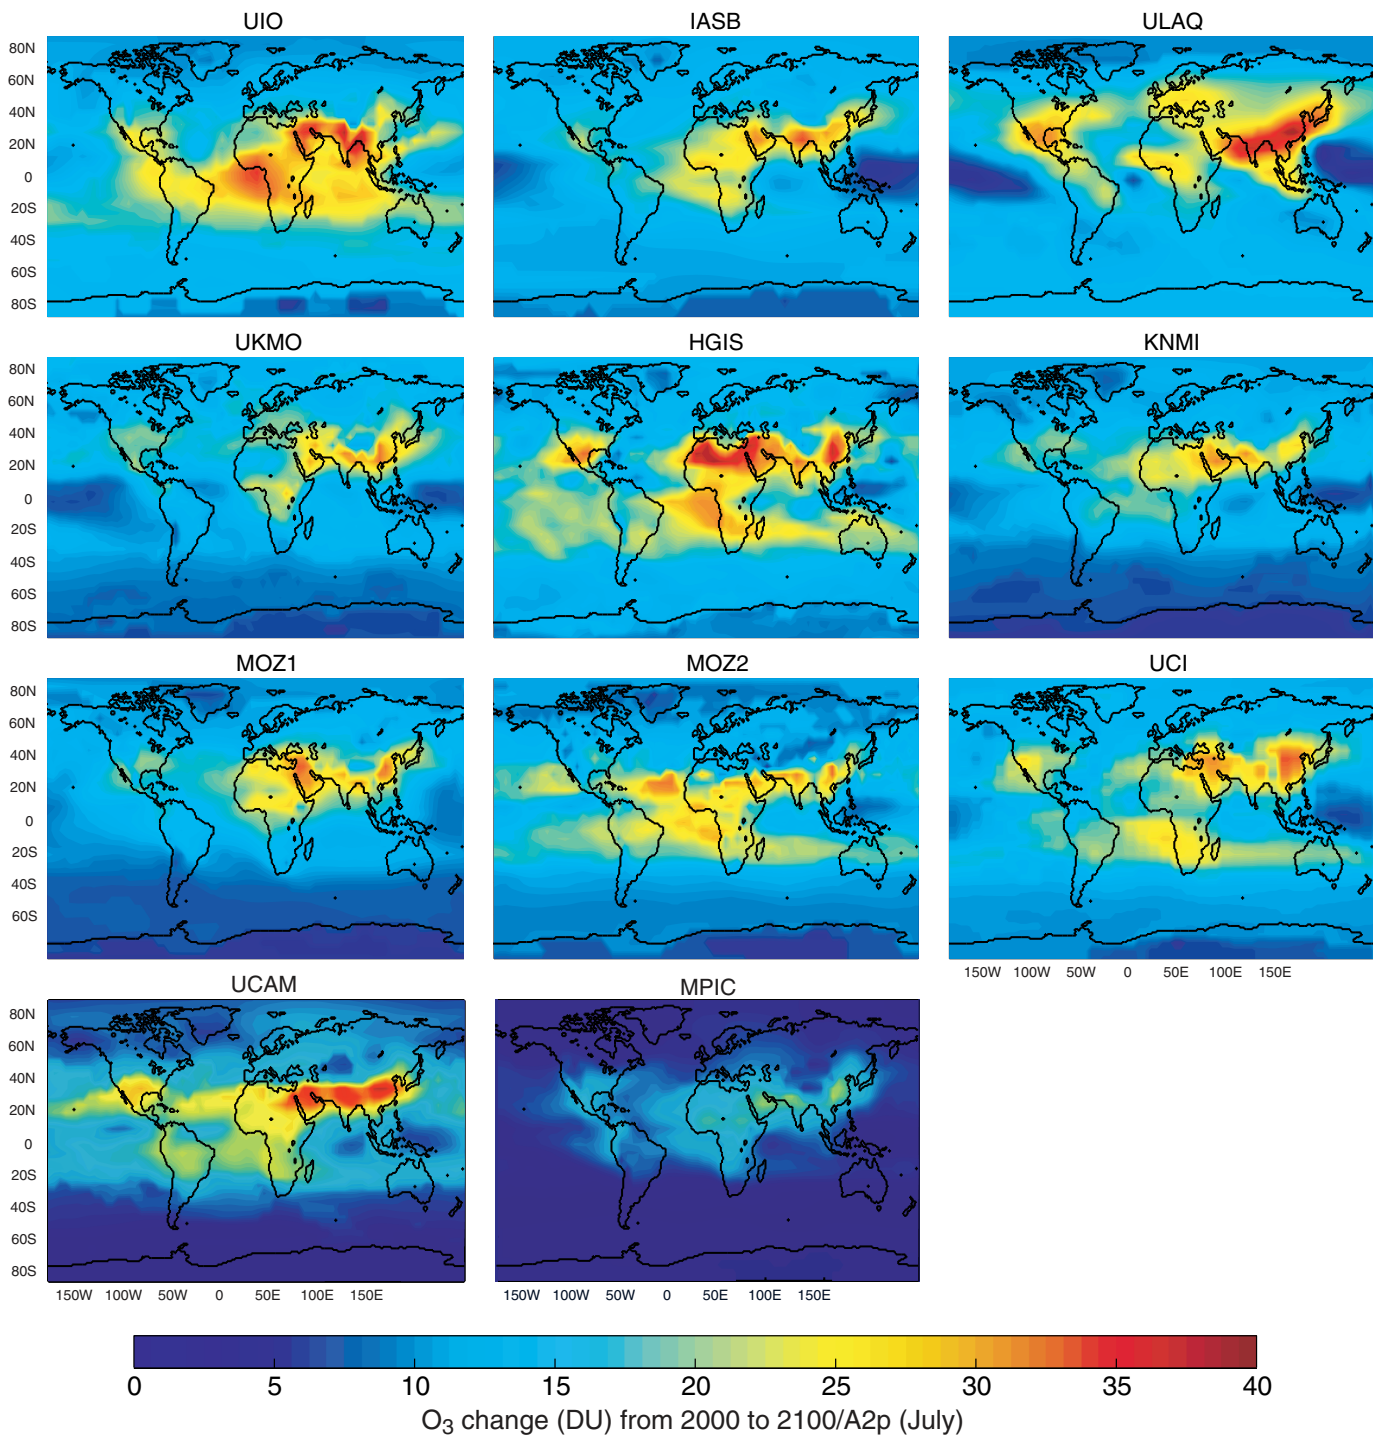 UIO IASB ULAQ
80N
60N
40N
20N
0
20S
40S
60S
80S
UKMO HGIS KNMI
80N
60N
40N
20N
0
20S
40S
60S
80S
MOZ1 MOZ2 UCI
80N
60N
40N
20N
0
20S
40S
60S
150W 100W 50W 0 50E 100E 150E
UCAM MPIC
80N
60N
40N
20N
0
20S
40S
60S
80S
150W 100W 50W 0 50E 100E 150E 150W 100W 50W 0 50E 100E 150E
0 5 10 15 20 25 30 35 40
O3 change (DU) from 2000 to 2100/A2p (July)